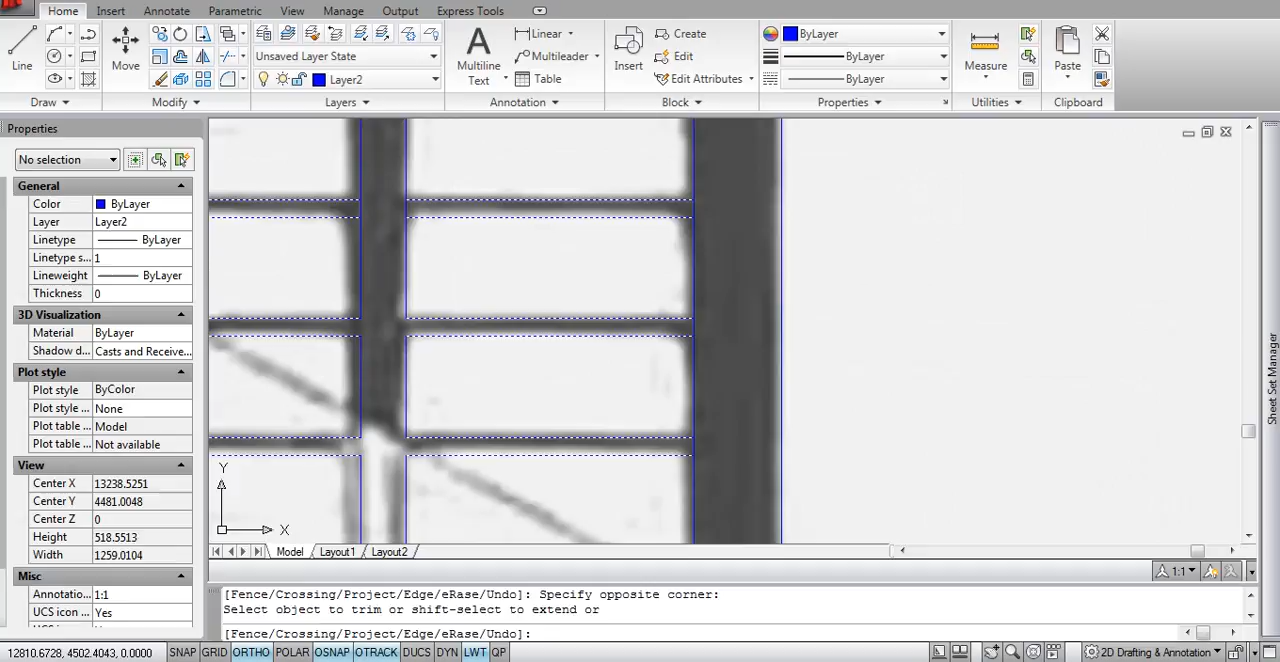 Home Insert Annotate Parametric View Manage Output Express Tools
Line Move Unsaved Layer State Layer2 Multiline Text Linear Multileader Table Insert Create Edit Edit Attributes ByLayer ByLayer ByLayer Measure Paste
Draw Modify Layers Annotation Block Properties Utilities Clipboard
Properties
No selection
General
Color ByLayer
Layer Layer2
Linetype ByLayer
Linetype s... 1
Lineweight ByLayer
Thickness 0
3D Visualization
Material ByLayer
Shadow d... Casts and Receive...
Plot style
Plot style ByColor
Plot style ... None
Plot table ... Model
Plot table ... Not available
View
Center X 13238.5251
Center Y 4481.0048
Center Z 0
Height 518.5513
Width 1259.0104
Misc
Annotatio... 1:1
UCS icon ... Yes
Y
X
Model Layout1 Layout2
1:1
Sheet Set Manager
[Fence/Crossing/Project/Edge/eRase/Undo]: Specify opposite corner:
Select object to trim or shift-select to extend or
[Fence/Crossing/Project/Edge/eRase/Undo]:
12810.6728, 4502.4043, 0.0000 SNAP GRID ORTHO POLAR OSNAP OTRACK DUCS DYN LWT QP 2D Drafting & Annotation